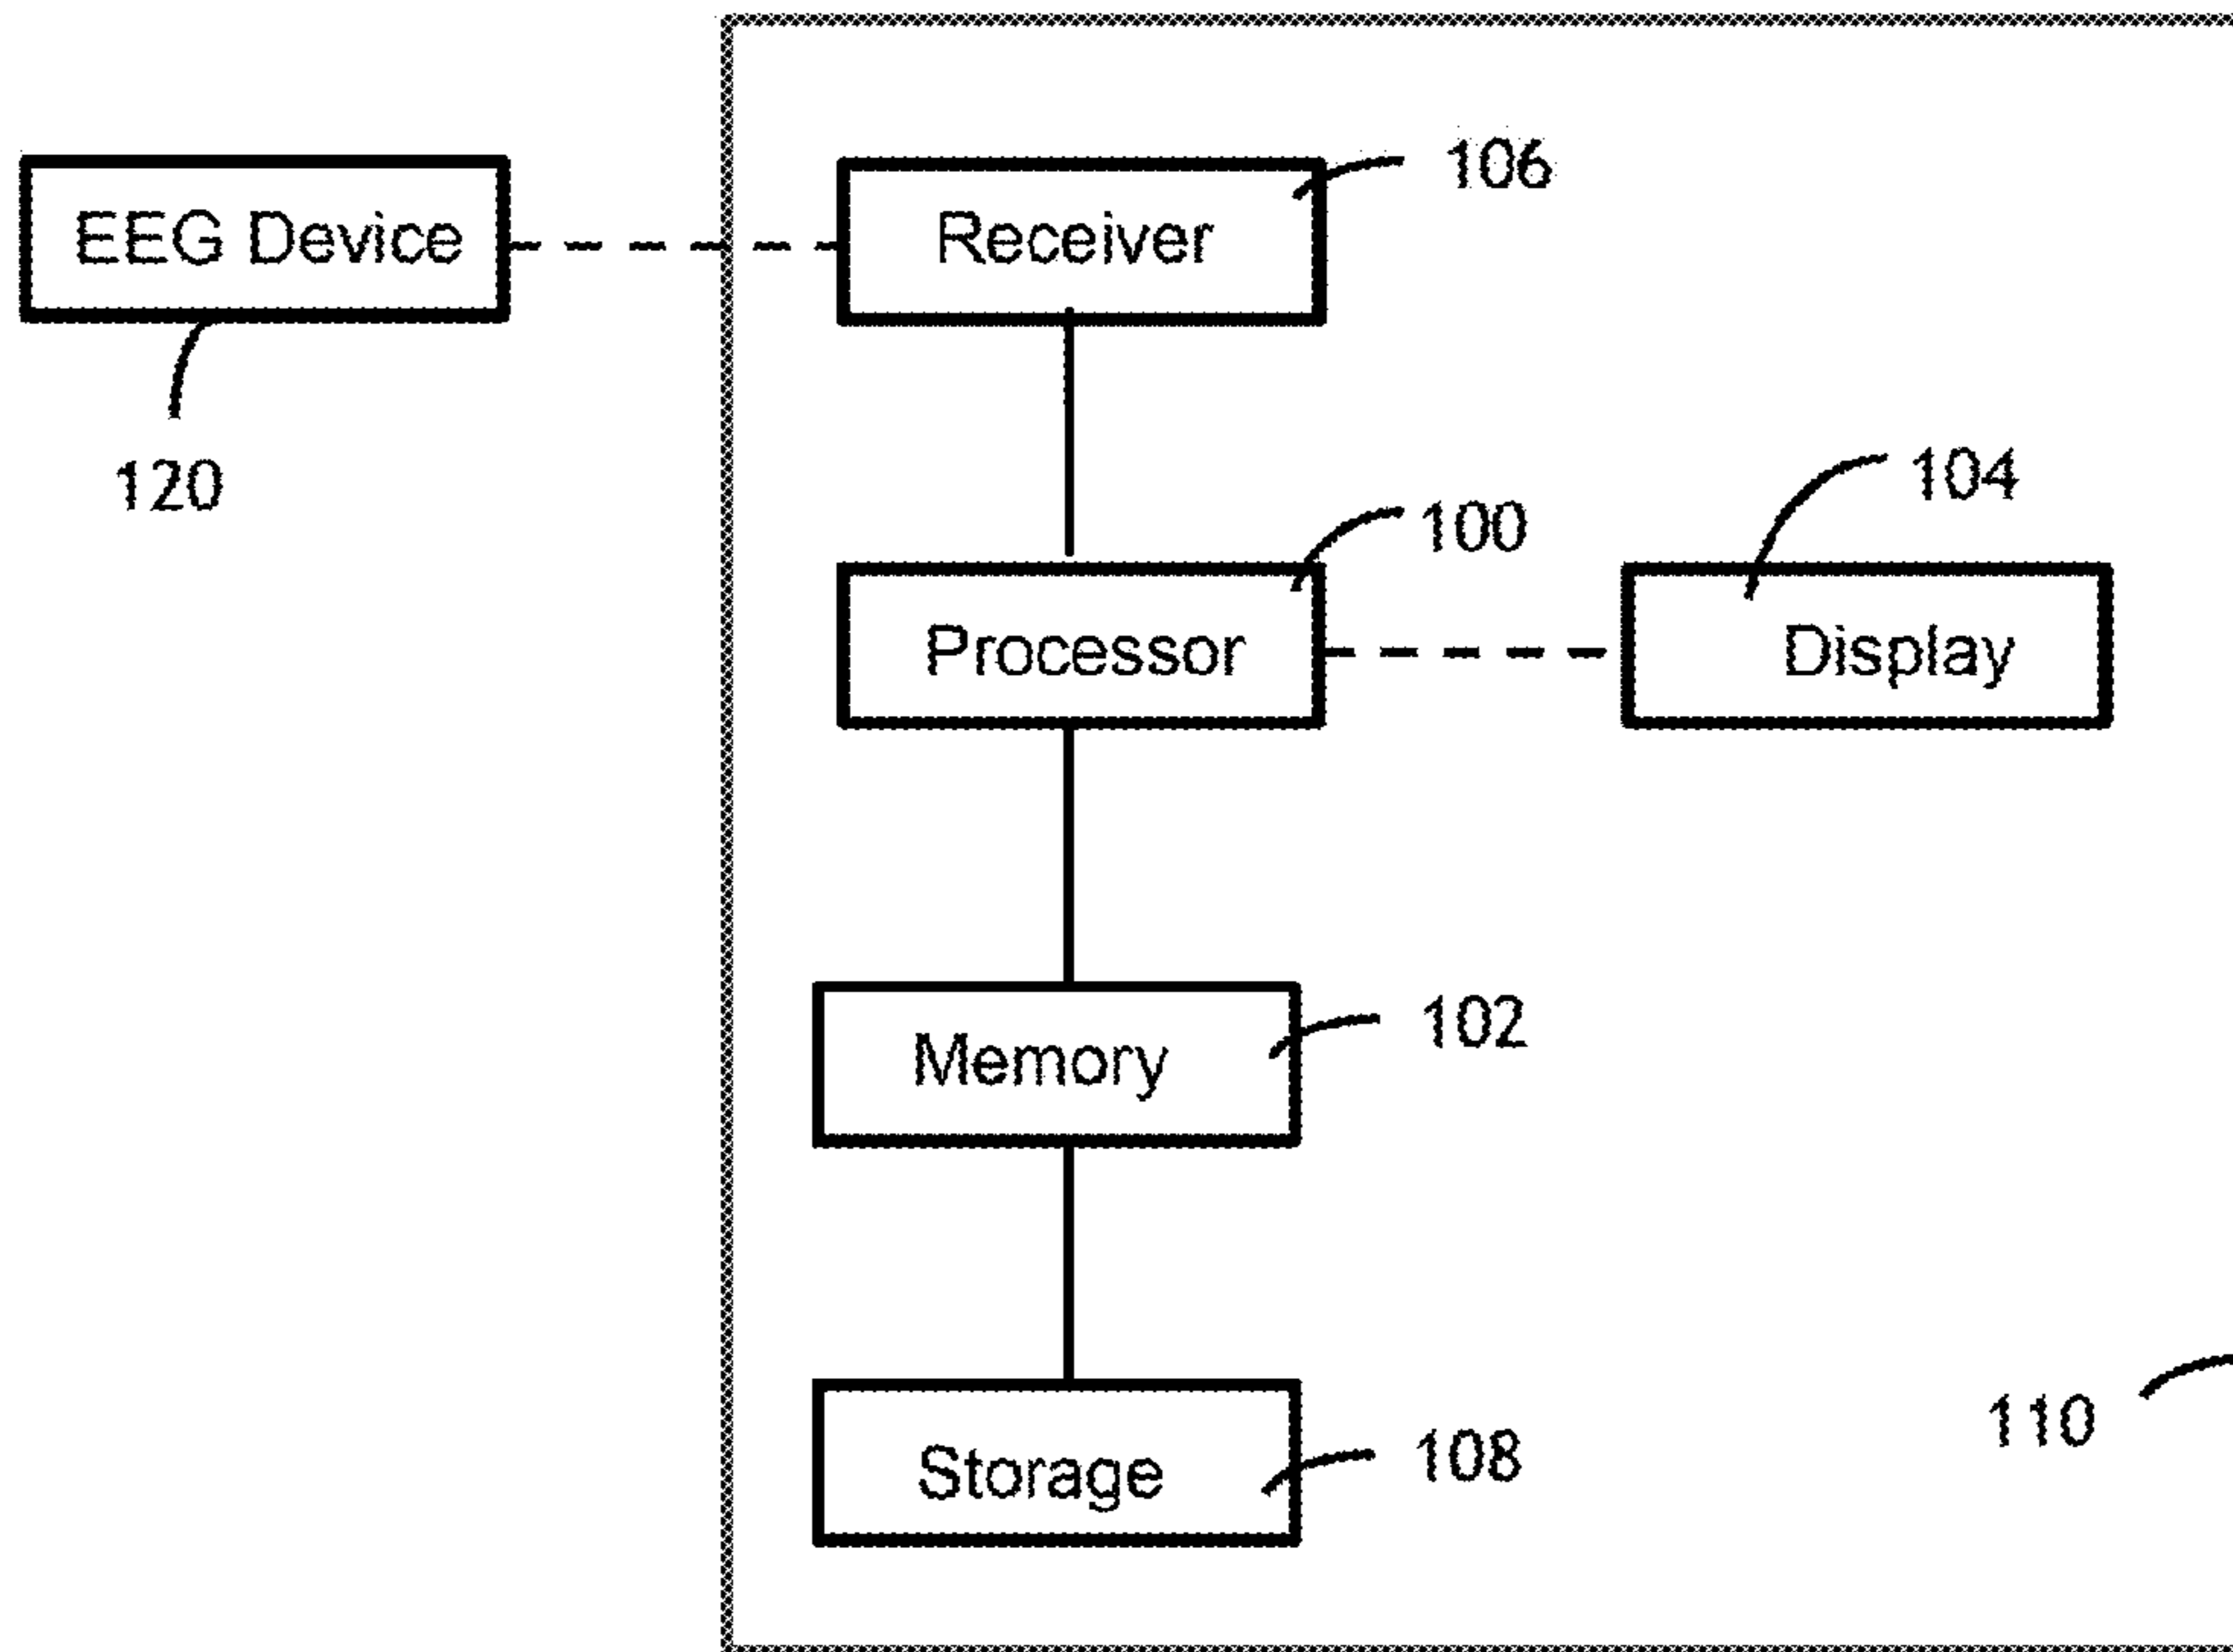 106
EEG Device
Receiver
120
104
100
Processor
Display
Memory
102
110
Storage
108